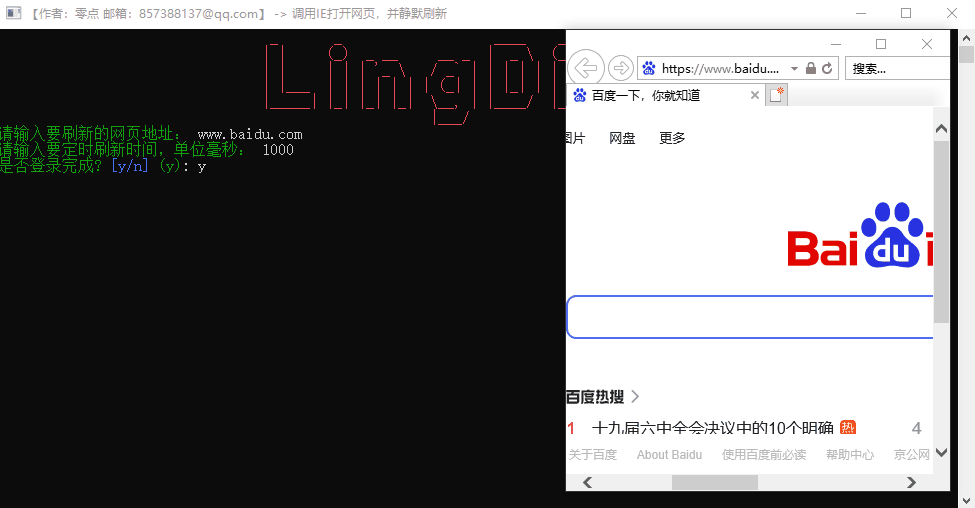 【作者：零点 邮箱：857388137@qq.com】 -> 调用IE打开网页，并静默刷新
LingDi
请输入要刷新的网页地址： www.baidu.com
请输入要定时刷新时间，单位毫秒： 1000
是否登录完成？[y/n] (y): y
https://www.baidu....
搜索...
百度一下，你就知道
图片 网盘 更多
Bai du
百度热搜
1 十九届六中全会决议中的10个明确 热 4
关于百度 About Baidu 使用百度前必读 帮助中心 京公网